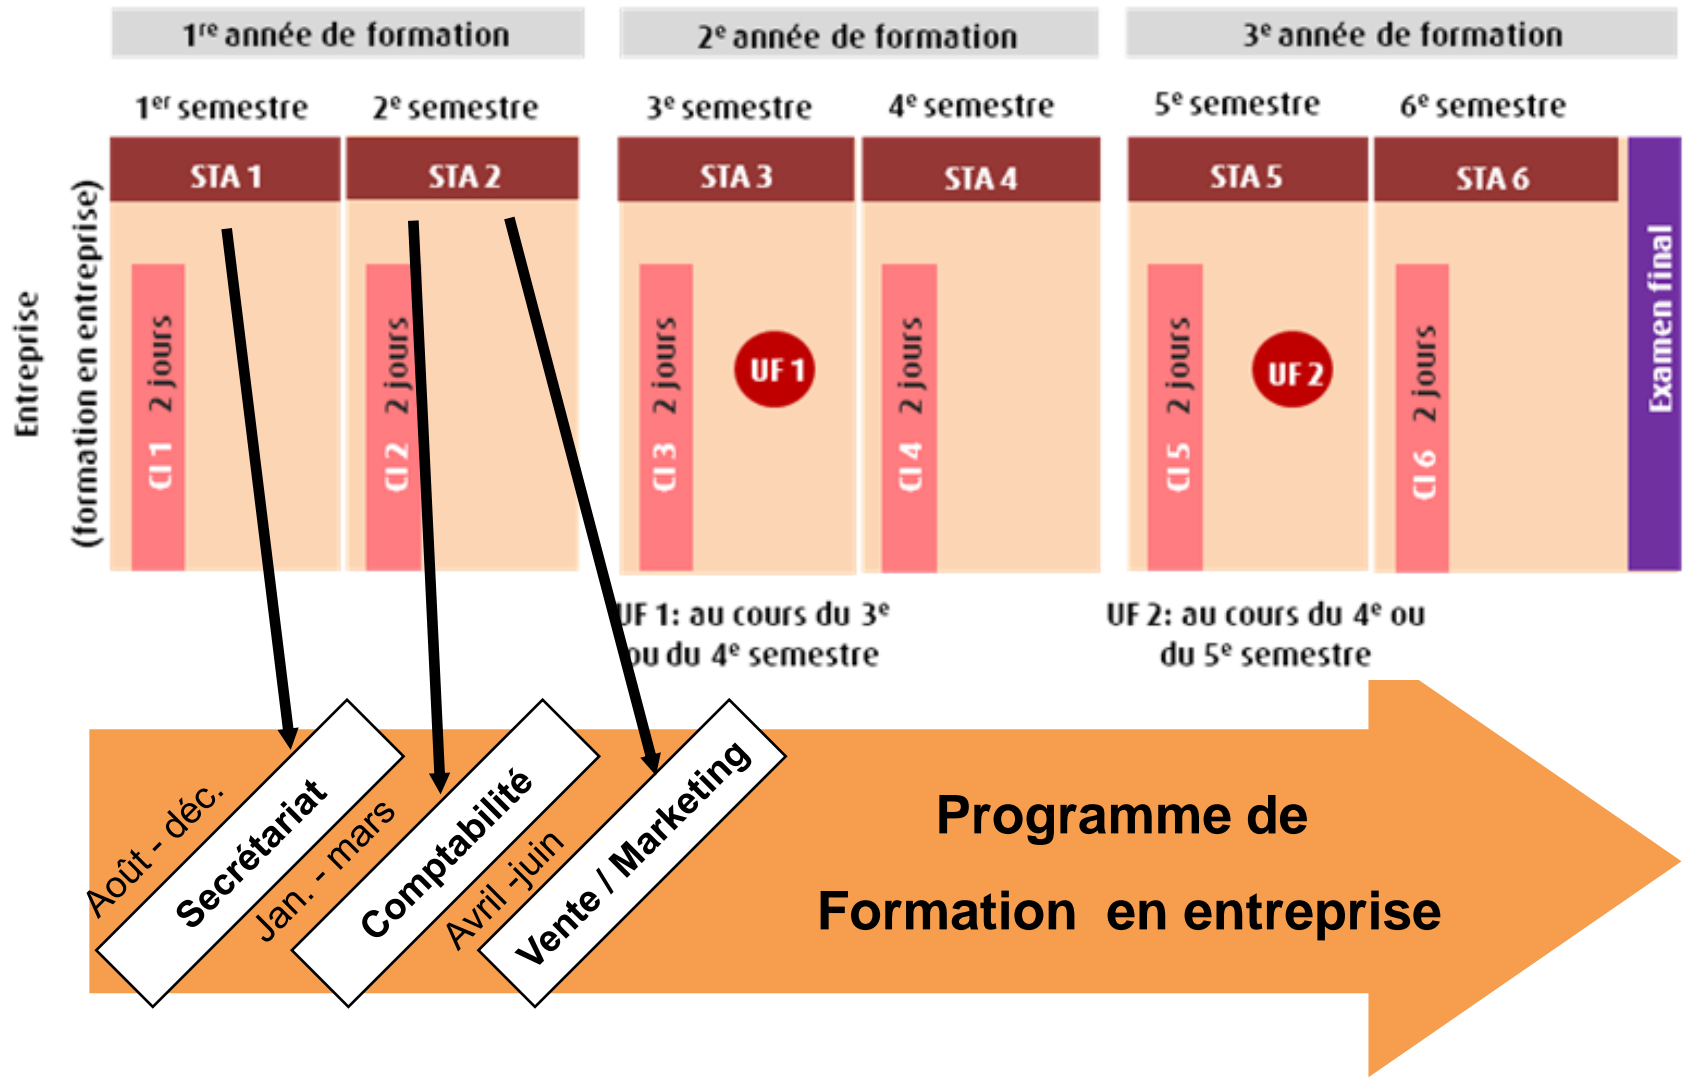 1re année de formation
2e année de formation
3e année de formation
1er semestre
2e semestre
3e semestre
4e semestre
5e semestre
6e semestre
STA 1
STA 2
STA 3
STA 4
STA 5
STA 6
Entreprise
(formation en entreprise)
CI 1 2 jours
CI 2 2 jours
CI 3 2 jours
UF 1
CI 4 2 jours
CI 5 2 jours
UF 2
CI 6 2 jours
Examen final
UF 1: au cours du 3e
ou du 4e semestre
UF 2: au cours du 4e ou
du 5e semestre
Août - déc.
Secrétariat
Jan. - mars
Comptabilité
Avril -juin
Vente / Marketing
Programme de
Formation en entreprise